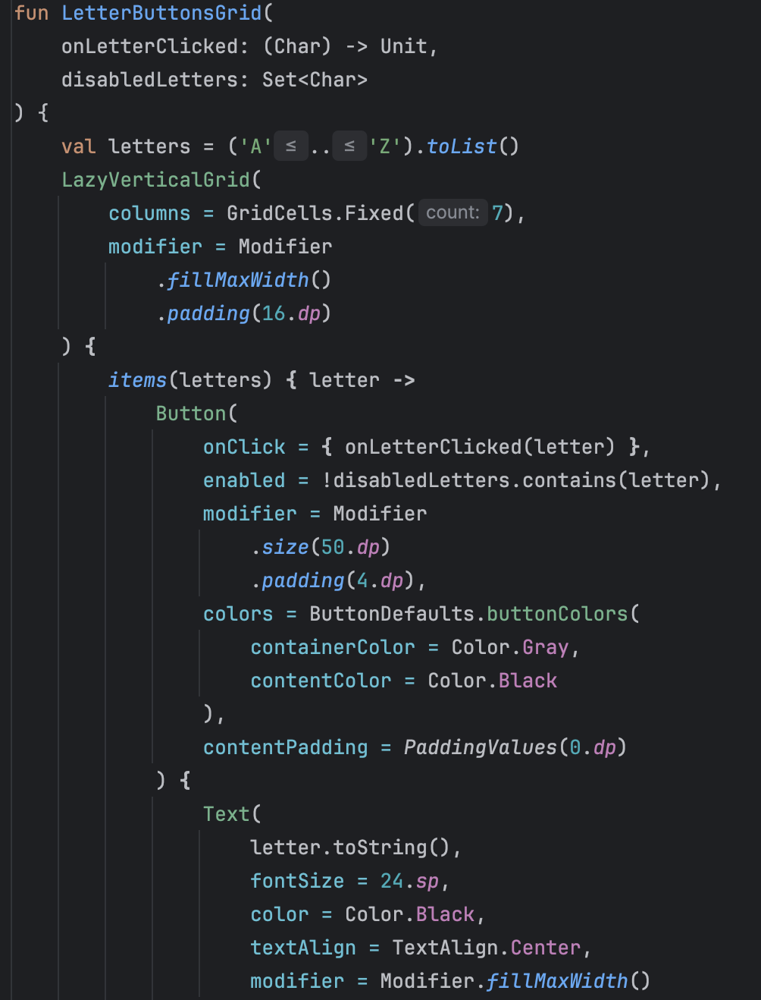 fun LetterButtonsGrid(
    onLetterClicked: (Char) -> Unit,
    disabledLetters: Set<Char>
) {
    val letters = ('A' ≤ .. ≤ 'Z').toList()
    LazyVerticalGrid(
        columns = GridCells.Fixed( count: 7),
        modifier = Modifier
            .fillMaxWidth()
            .padding(16.dp)
    ) {
        items(letters) { letter ->
            Button(
                onClick = { onLetterClicked(letter) },
                enabled = !disabledLetters.contains(letter),
                modifier = Modifier
                    .size(50.dp)
                    .padding(4.dp),
                colors = ButtonDefaults.buttonColors(
                    containerColor = Color.Gray,
                    contentColor = Color.Black
                ),
                contentPadding = PaddingValues(0.dp)
            ) {
                Text(
                    letter.toString(),
                    fontSize = 24.sp,
                    color = Color.Black,
                    textAlign = TextAlign.Center,
                    modifier = Modifier.fillMaxWidth()